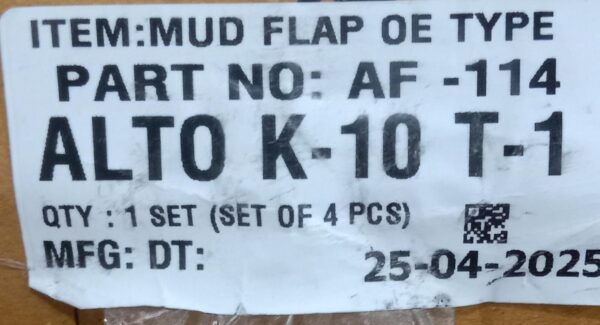 ITEM:MUD FLAP OE TYPE
PART NO: AF -114
ALTO K-10 T-1
QTY : 1 SET (SET OF 4 PCS)
MFG: DT: 25-04-2025